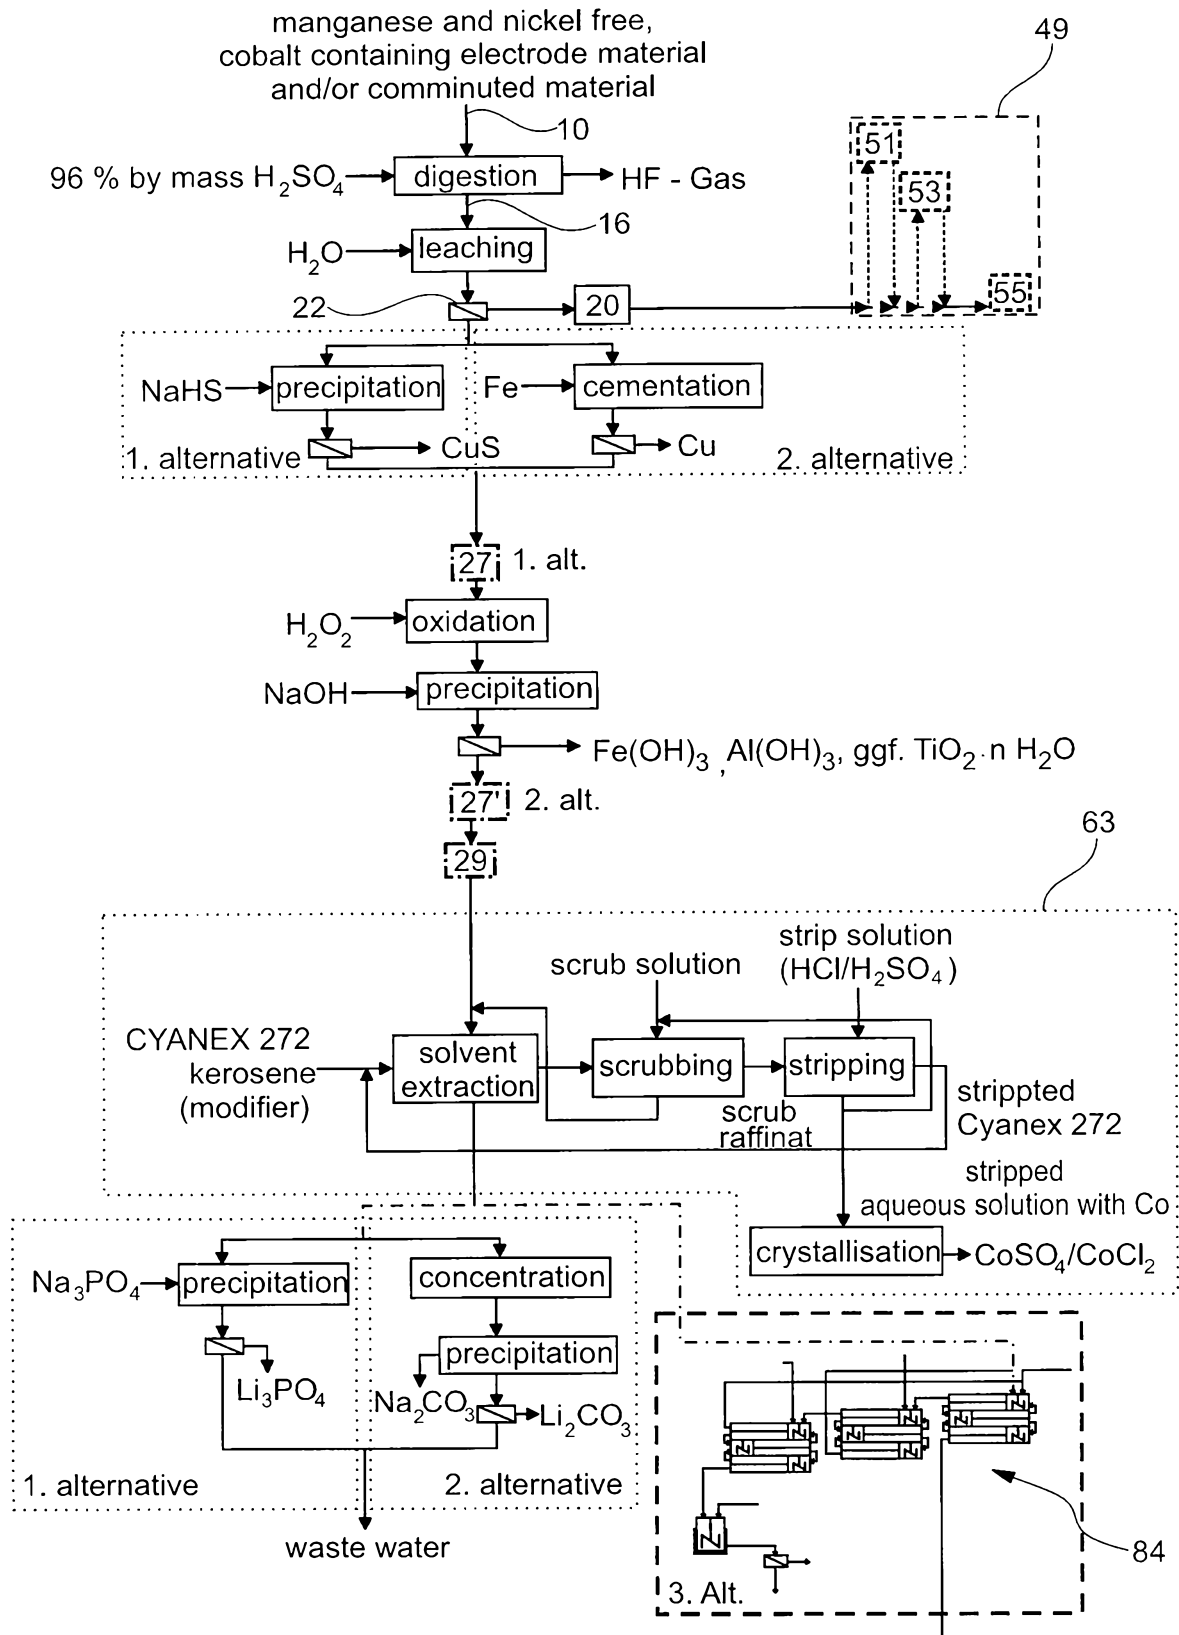 manganese and nickel free,
cobalt containing electrode material
and/or comminuted material
49
10
51
96 % by mass H₂SO₄
digestion
HF - Gas
53
16
H₂O
leaching
22
20
55
NaHS
precipitation
Fe
cementation
1. alternative
CuS
Cu
2. alternative
27
1. alt.
H₂O₂
oxidation
NaOH
precipitation
Fe(OH)₃ ,Al(OH)₃, ggf. TiO₂·n H₂O
27'
2. alt.
63
29
strip solution
(HCl/H₂SO₄ )
scrub solution
CYANEX 272
kerosene
(modifier)
solvent
extraction
scrubbing
stripping
scrub
raffinat
strippted
Cyanex 272
stripped
aqueous solution with Co
crystallisation
CoSO₄/CoCl₂
Na₃PO₄
precipitation
concentration
precipitation
Li₃PO₄
Na₂CO₃
Li₂CO₃
1. alternative
2. alternative
waste water
84
3. Alt.